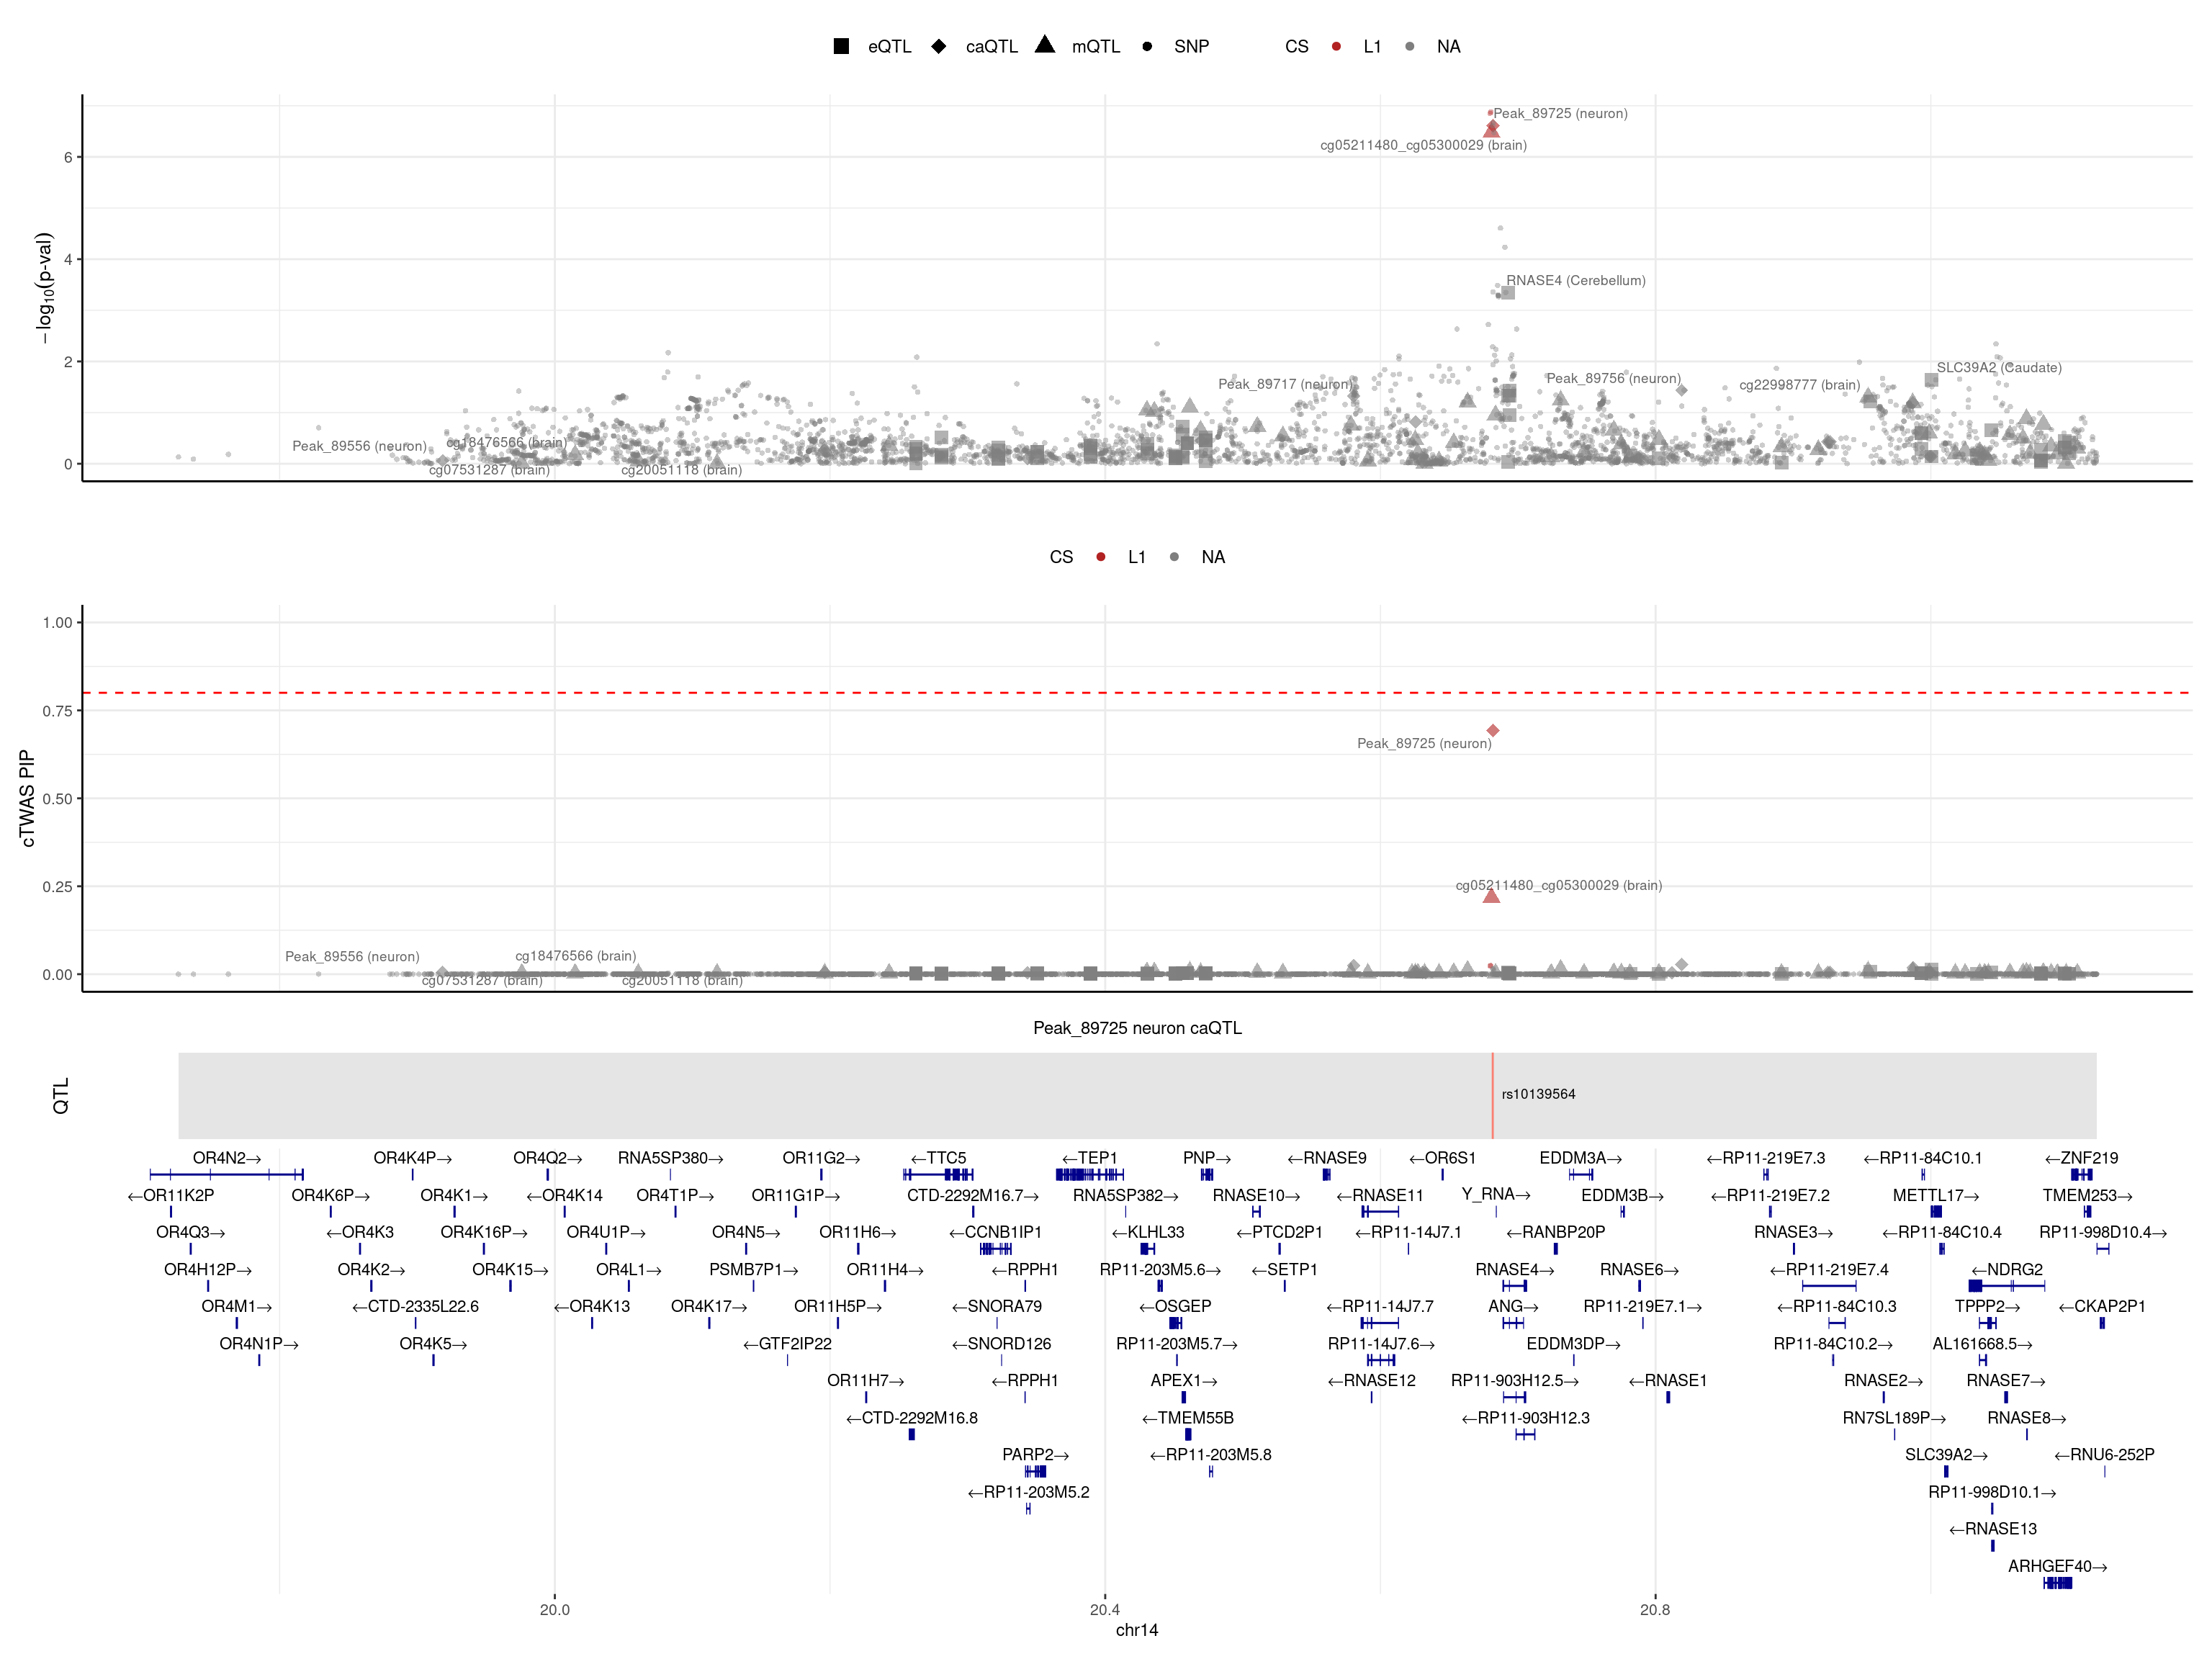 eQTL caQTL mQTL SNP CS L1 NA
Peak_89725 (neuron)
6
cg05211480_cg05300029 (brain)
−log10(p-val)
4
RNASE4 (Cerebellum)
2
SLC39A2 (Caudate)
Peak_89717 (neuron) Peak_89756 (neuron) cg22998777 (brain)
Peak_89556 (neuron) cg18476566 (brain)
0
cg07531287 (brain) cg20051118 (brain)
CS L1 NA
1.00
0.75
Peak_89725 (neuron)
cTWAS PIP
0.50
0.25
cg05211480_cg05300029 (brain)
Peak_89556 (neuron) cg18476566 (brain)
0.00
cg07531287 (brain) cg20051118 (brain)
Peak_89725 neuron caQTL
QTL
rs10139564
OR4N2→ OR4K4P→ OR4Q2→ RNA5SP380→ OR11G2→ ←TTC5 ←TEP1 PNP→ ←RNASE9 ←OR6S1 EDDM3A→ ←RP11-219E7.3 ←RP11-84C10.1 ←ZNF219
←OR11K2P OR4K6P→ OR4K1→ ←OR4K14 OR4T1P→ OR11G1P→ CTD-2292M16.7→ RNA5SP382→ RNASE10→ ←RNASE11 Y_RNA→ EDDM3B→ ←RP11-219E7.2 METTL17→ TMEM253→
OR4Q3→ ←OR4K3 OR4K16P→ OR4U1P→ OR4N5→ OR11H6→ ←CCNB1IP1 ←KLHL33 ←PTCD2P1 ←RP11-14J7.1 ←RANBP20P RNASE3→ ←RP11-84C10.4 RP11-998D10.4→
OR4H12P→ OR4K2→ OR4K15→ OR4L1→ PSMB7P1→ OR11H4→ ←RPPH1 RP11-203M5.6→ ←SETP1 RNASE4→ RNASE6→ ←RP11-219E7.4 ←NDRG2
OR4M1→ ←CTD-2335L22.6 ←OR4K13 OR4K17→ OR11H5P→ ←SNORA79 ←OSGEP ←RP11-14J7.7 ANG→ RP11-219E7.1→ ←RP11-84C10.3 TPPP2→ ←CKAP2P1
OR4N1P→ OR4K5→ ←GTF2IP22 ←SNORD126 RP11-203M5.7→ RP11-14J7.6→ EDDM3DP→ RP11-84C10.2→ AL161668.5→
OR11H7→ ←RPPH1 APEX1→ ←RNASE12 RP11-903H12.5→ ←RNASE1 RNASE2→ RNASE7→
←CTD-2292M16.8 ←TMEM55B ←RP11-903H12.3 RN7SL189P→ RNASE8→
PARP2→ ←RP11-203M5.8 SLC39A2→ ←RNU6-252P
←RP11-203M5.2 RP11-998D10.1→
←RNASE13
ARHGEF40→
20.0 20.4 20.8
chr14